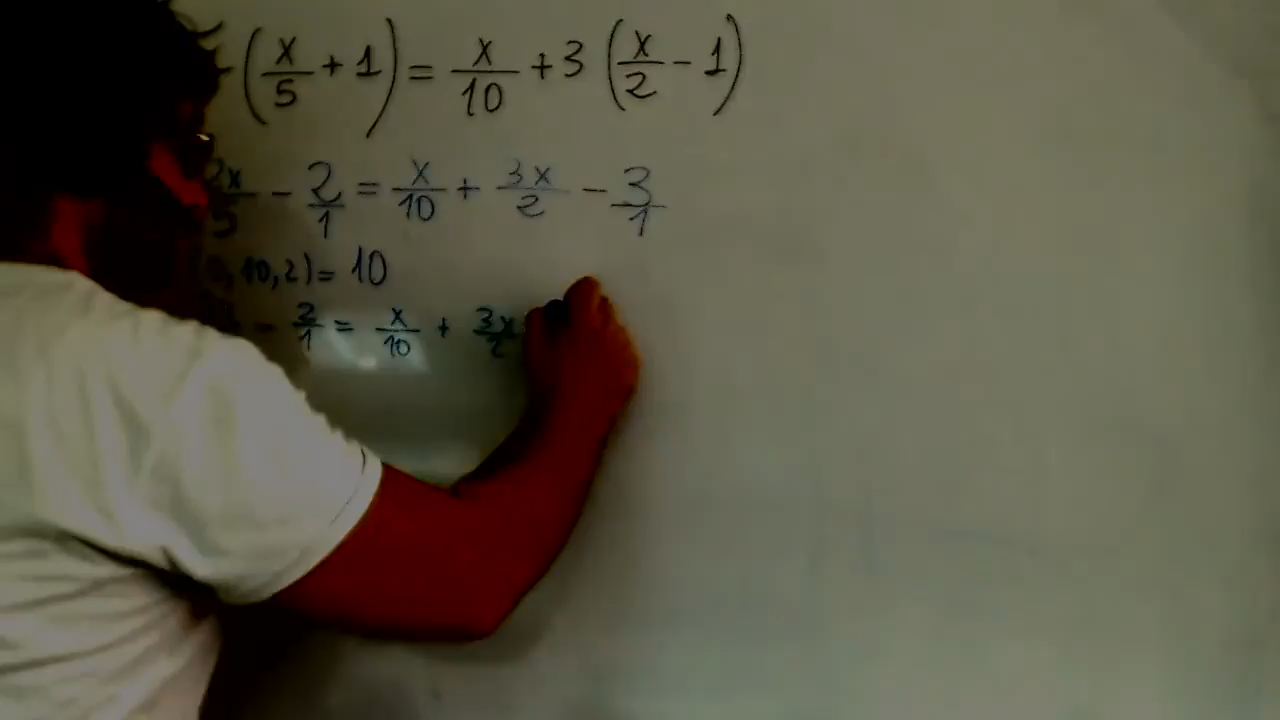 - (x/5 + 1) = x/10 + 3 (x/2 - 1)
2x/5 - 2/1 = x/10 + 3x/2 - 3/1
, 10, 2) = 10
- 2/1 = x/10 + 3x/2